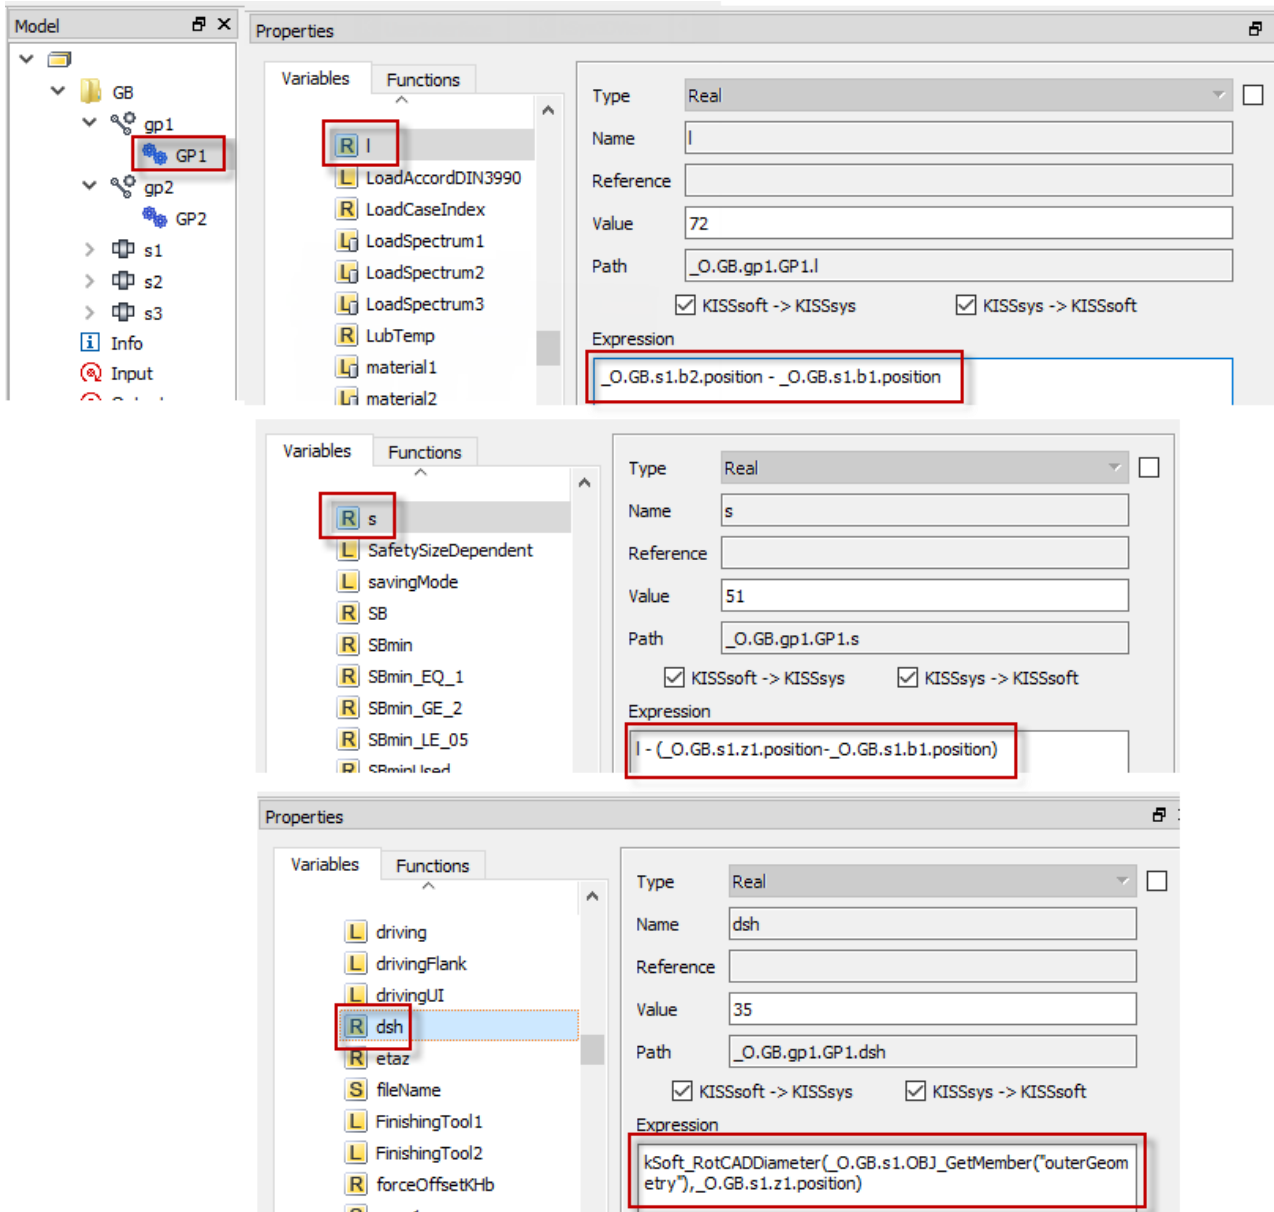 Model
GB
gp1
GP1
gp2
GP2
s1
s2
s3
Info
Input
Properties
Variables Functions
R l
L LoadAccordDIN3990
R LoadCaseIndex
L LoadSpectrum1
L LoadSpectrum2
L LoadSpectrum3
R LubTemp
L material1
L material2
Type Real
Name l
Reference
Value 72
Path _O.GB.gp1.GP1.l
KISSsoft -> KISSsys KISSsys -> KISSsoft
Expression
_O.GB.s1.b2.position - _O.GB.s1.b1.position
Variables Functions
R s
L SafetySizeDependent
L savingMode
R SB
R SBmin
R SBmin_EQ_1
R SBmin_GE_2
R SBmin_LE_05
R SBminUsed
Type Real
Name s
Reference
Value 51
Path _O.GB.gp1.GP1.s
KISSsoft -> KISSsys KISSsys -> KISSsoft
Expression
l - (_O.GB.s1.z1.position-_O.GB.s1.b1.position)
Properties
Variables Functions
L driving
L drivingFlank
L drivingUI
R dsh
R etaz
S fileName
L FinishingTool1
L FinishingTool2
R forceOffsetKHb
Type Real
Name dsh
Reference
Value 35
Path _O.GB.gp1.GP1.dsh
KISSsoft -> KISSsys KISSsys -> KISSsoft
Expression
kSoft_RotCADDiameter(_O.GB.s1.OBJ_GetMember("outerGeom
etry"),_O.GB.s1.z1.position)